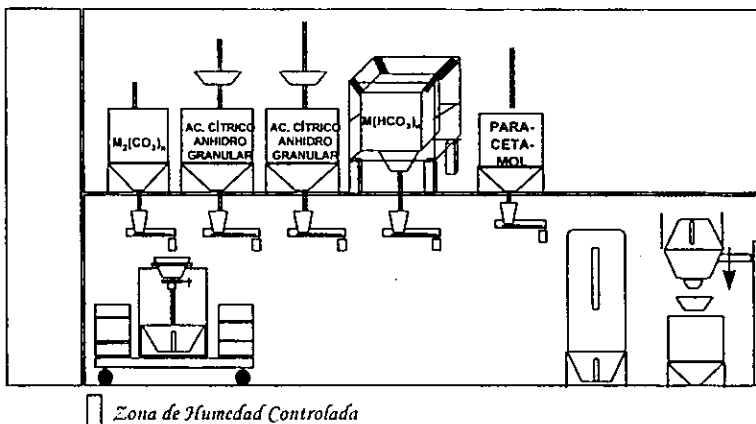 M₂(CO₃)ₙ
AC. CÍTRICO
ANHIDRO
GRANULAR
AC. CÍTRICO
ANHIDRO
GRANULAR
M(HCO₃)ₙ
PARA-
CETA-
MOL
Zona de Humedad Controlada